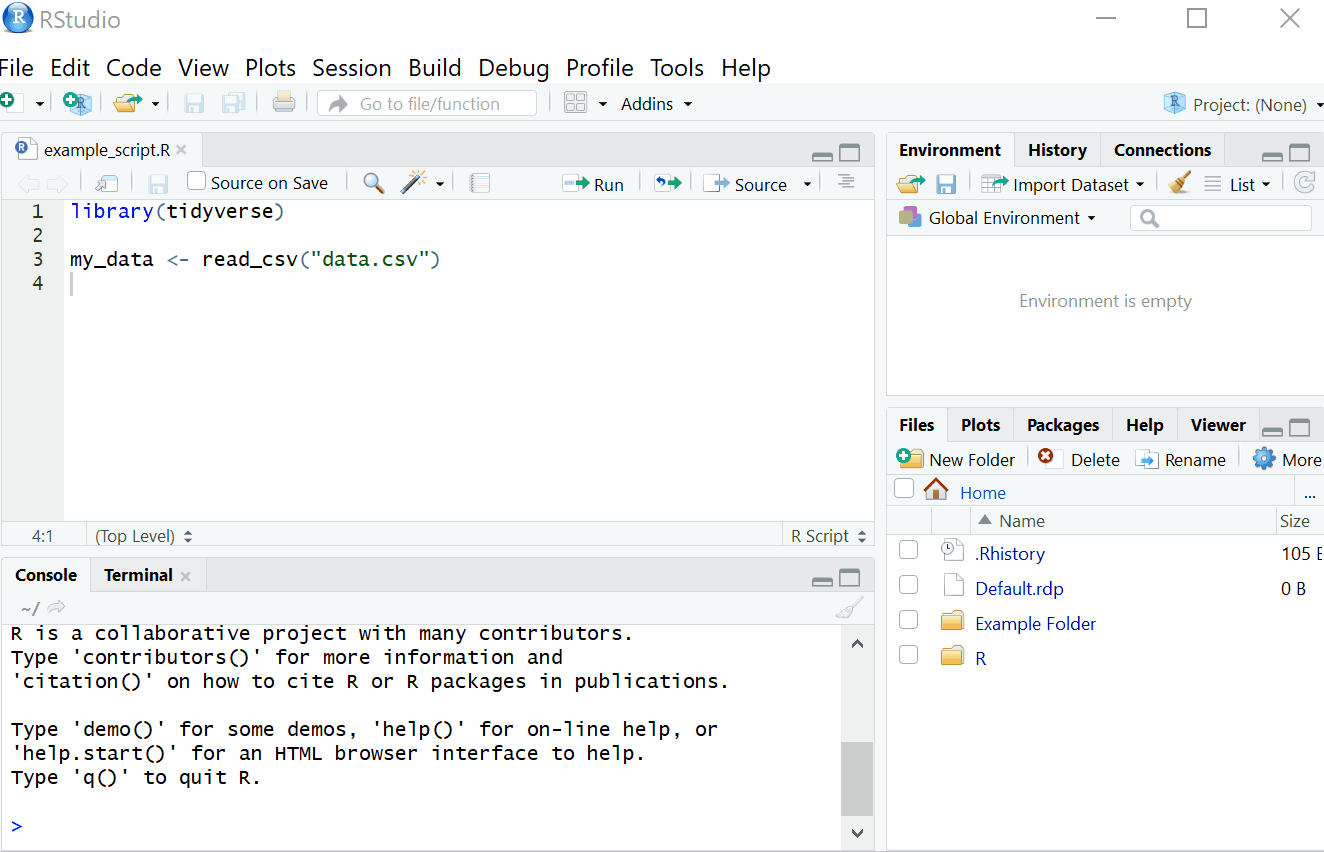 RStudio
File Edit Code View Plots Session Build Debug Profile Tools Help
Go to file/function Addins Project: (None)
example_script.R
Source on Save Run Source
1 library(tidyverse)
2
3 my_data <- read_csv("data.csv")
4
4:1 (Top Level) R Script
Console Terminal
~/
R is a collaborative project with many contributors.
Type 'contributors()' for more information and
'citation()' on how to cite R or R packages in publications.
Type 'demo()' for some demos, 'help()' for on-line help, or
'help.start()' for an HTML browser interface to help.
Type 'q()' to quit R.
>
Environment History Connections
Import Dataset List
Global Environment
Environment is empty
Files Plots Packages Help Viewer
New Folder Delete Rename More
Home ...
Name Size
.Rhistory 105 B
Default.rdp 0 B
Example Folder
R